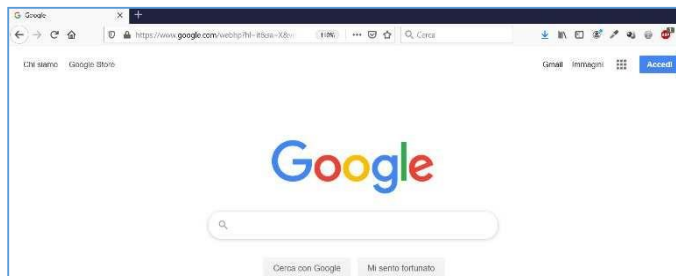 G Google
https://www.google.com/webhp?hl=it&sa=X&v
110%
Cerca
Chi siamo Google Store
Gmail Immagini
Accedi
Google
Cerca con Google Mi sento fortunato